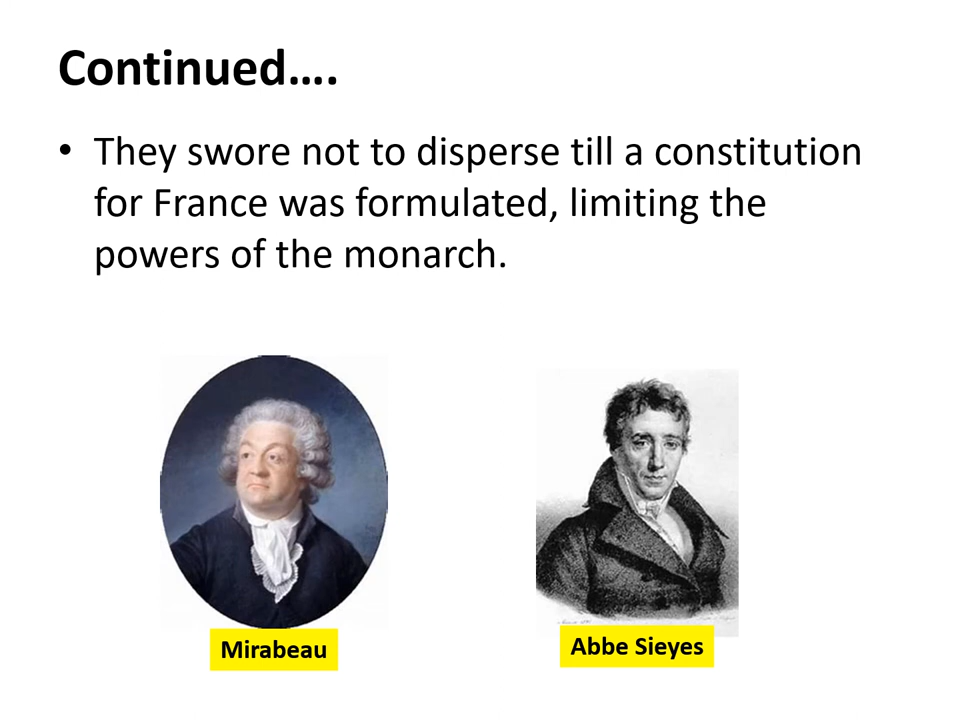 Continued….
• They swore not to disperse till a constitution
for France was formulated, limiting the
powers of the monarch.
Mirabeau
Abbe Sieyes